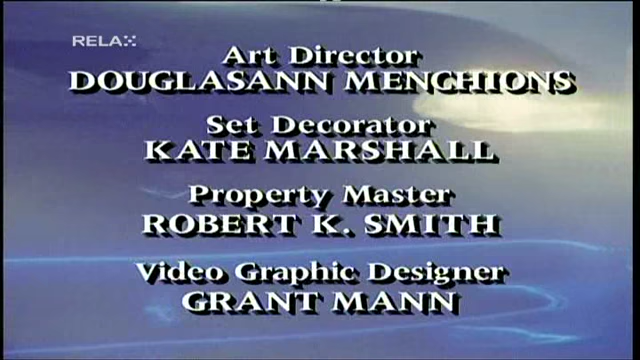 RELAX
Art Director
DOUGLASANN MENCHIONS
Set Decorator
KATE MARSHALL
Property Master
ROBERT K. SMITH
Video Graphic Designer
GRANT MANN